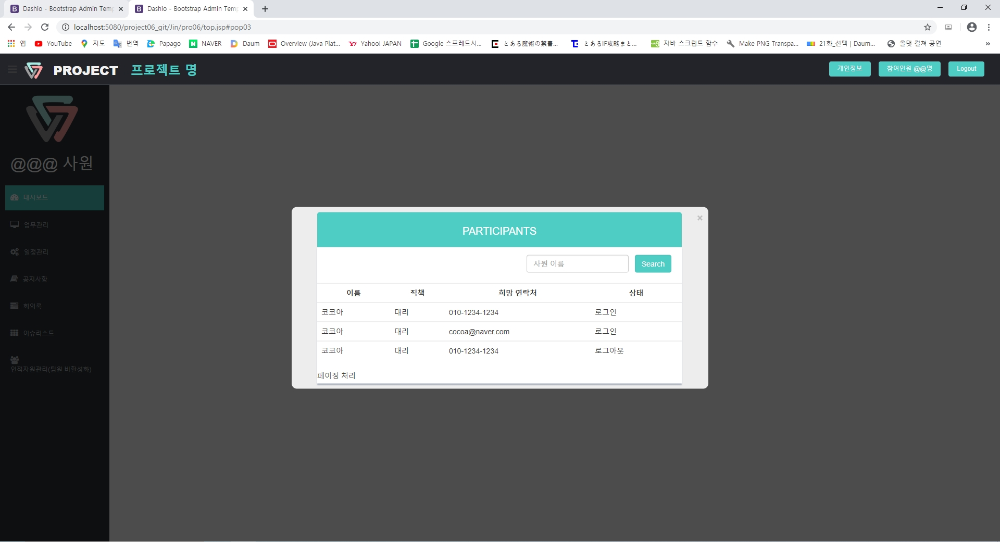 Dashio - Bootstrap Admin Temp
Dashio - Bootstrap Admin Temp
localhost:5080/project06_git/Jin/pro06/top.jsp#pop03
앱 YouTube 지도 번역 Papago NAVER Daum Overview (Java Plat... Yahoo! JAPAN Google 스프레드시... とある魔術の禁書... とあるIF攻略まと... 자바 스크립트 함수 Make PNG Transpa... 21화_선택 | Daum... 올댓 컬쳐 공연 »
PROJECT 프로젝트 명
개인정보 참여인원 @@명 Logout
@@@ 사원
대시보드
업무관리
일정관리
공지사항
회의록
이슈리스트
인적자원관리(팀원 비활성화)
×
PARTICIPANTS
사원 이름 Search
이름 직책 희망 연락처 상태
코코아 대리 010-1234-1234 로그인
코코아 대리 cocoa@naver.com 로그인
코코아 대리 010-1234-1234 로그아웃
페이징 처리